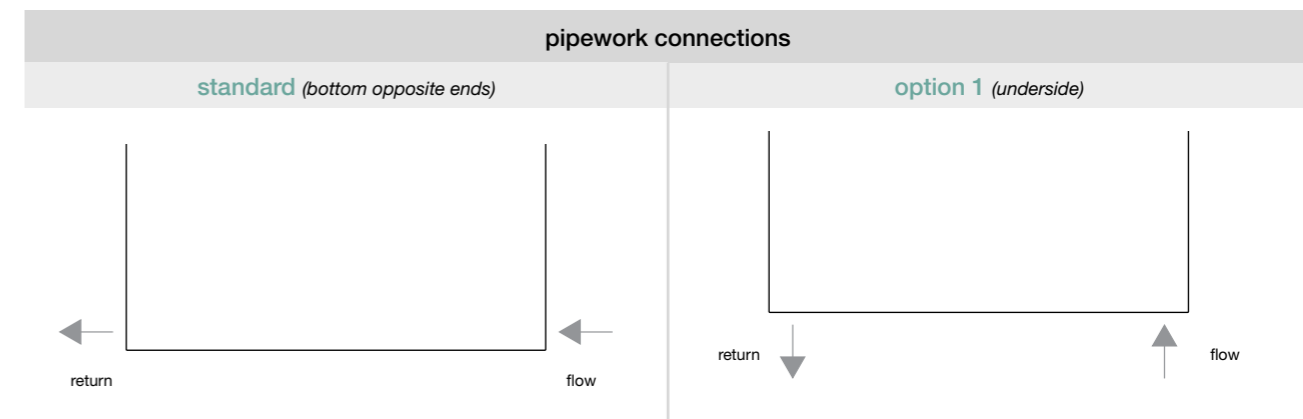 pipework connections
standard (bottom opposite ends)
option 1 (underside)
return
flow
return
flow